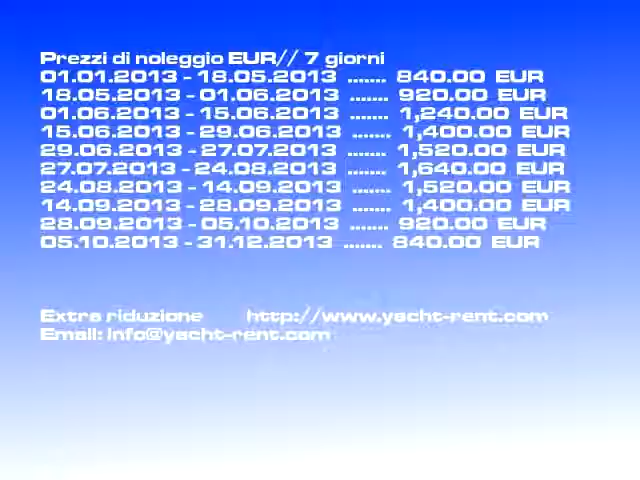 Prezzi di noleggio EUR// 7 giorni
01.01.2013 - 18.05.2013 ....... 840.00 EUR
18.05.2013 - 01.06.2013 ....... 920.00 EUR
01.06.2013 - 15.06.2013 ....... 1,240.00 EUR
15.06.2013 - 29.06.2013 ....... 1,400.00 EUR
29.06.2013 - 27.07.2013 ....... 1,520.00 EUR
27.07.2013 - 24.08.2013 ....... 1,640.00 EUR
24.08.2013 - 14.09.2013 ....... 1,520.00 EUR
14.09.2013 - 28.09.2013 ....... 1,400.00 EUR
28.09.2013 - 05.10.2013 ....... 920.00 EUR
05.10.2013 - 31.12.2013 ....... 840.00 EUR
Extra riduzione http://www.yacht-rent.com
Email: info@yacht-rent.com